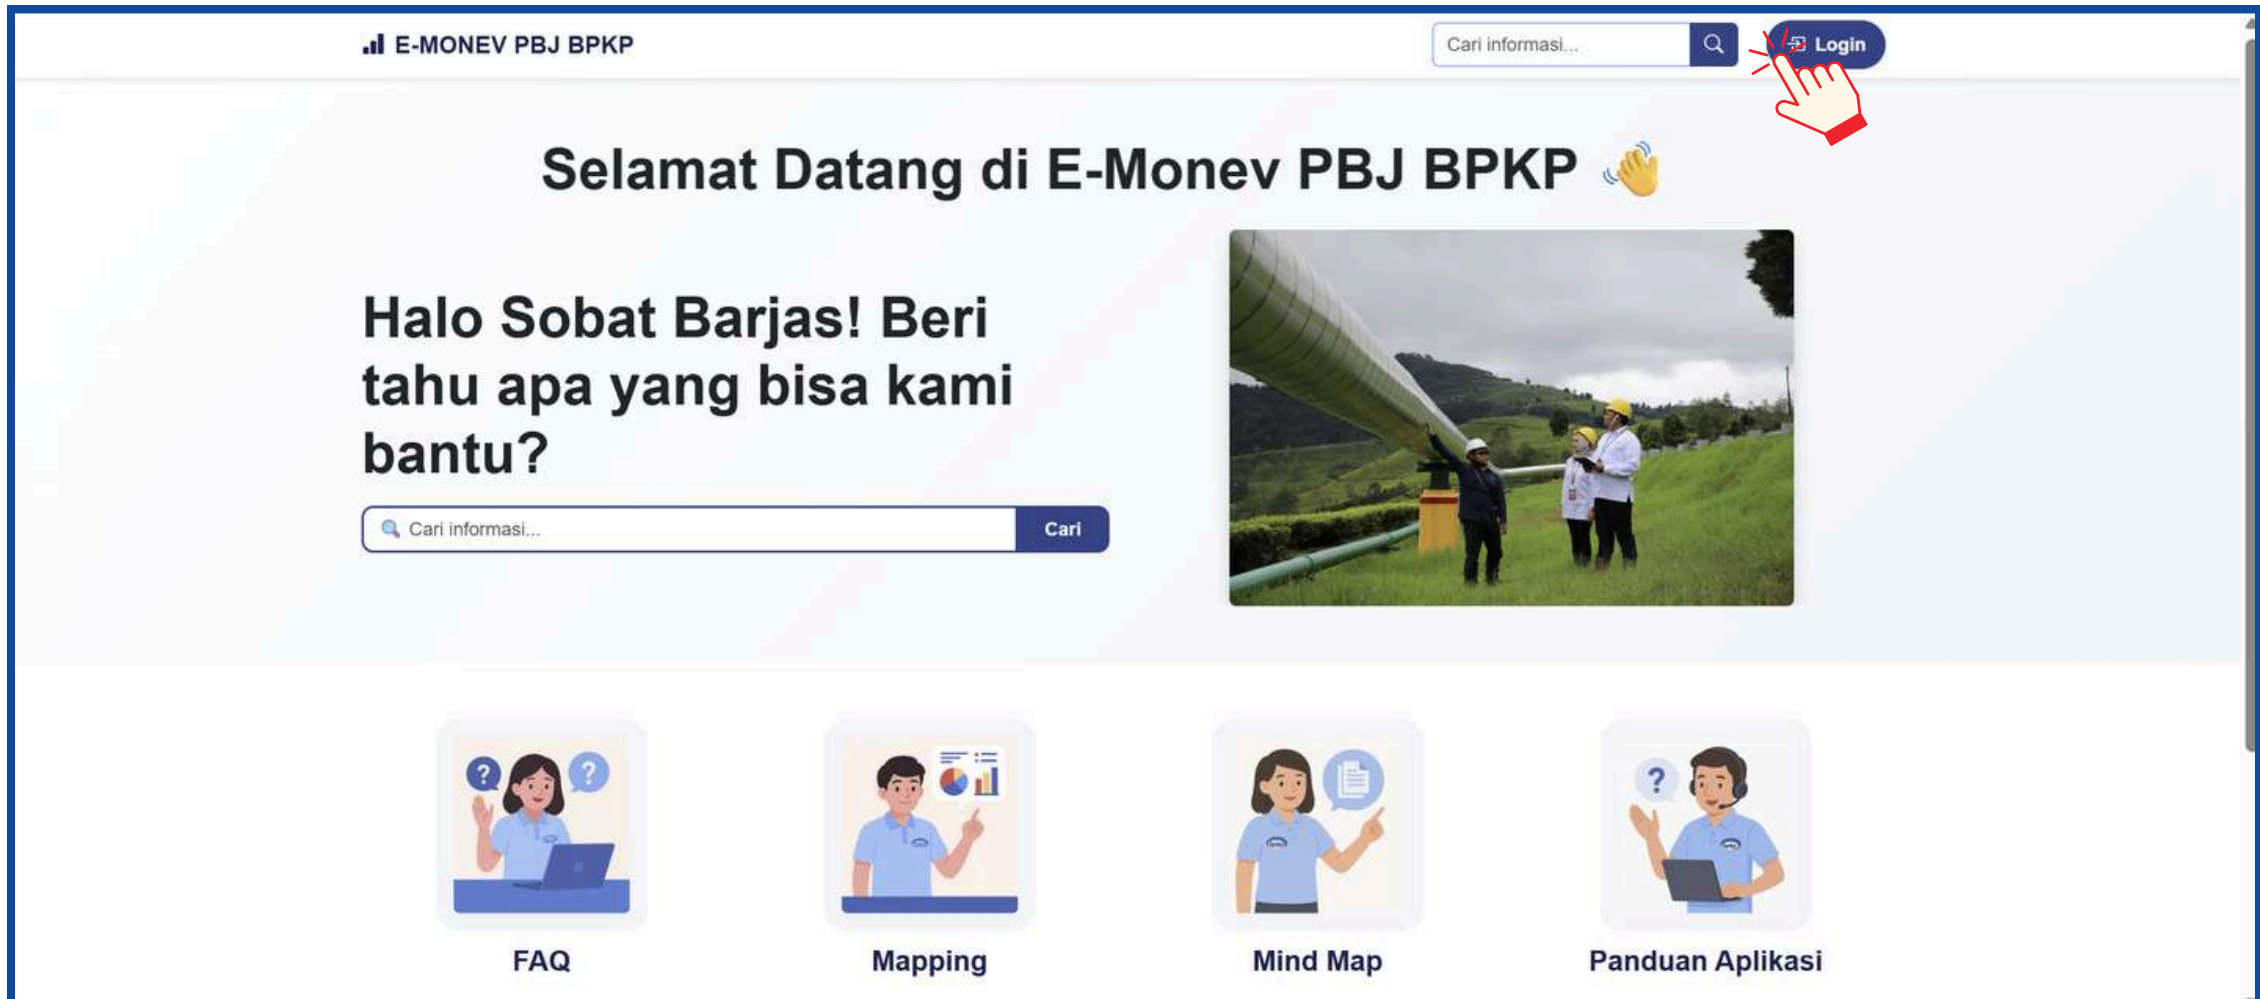 E-MONEV PBJ BPKP
Cari informasi...
Login
Selamat Datang di E-Monev PBJ BPKP
Halo Sobat Barjas! Beri
tahu apa yang bisa kami
bantu?
Cari informasi...
Cari
? ?
?
FAQ
Mapping
Mind Map
Panduan Aplikasi